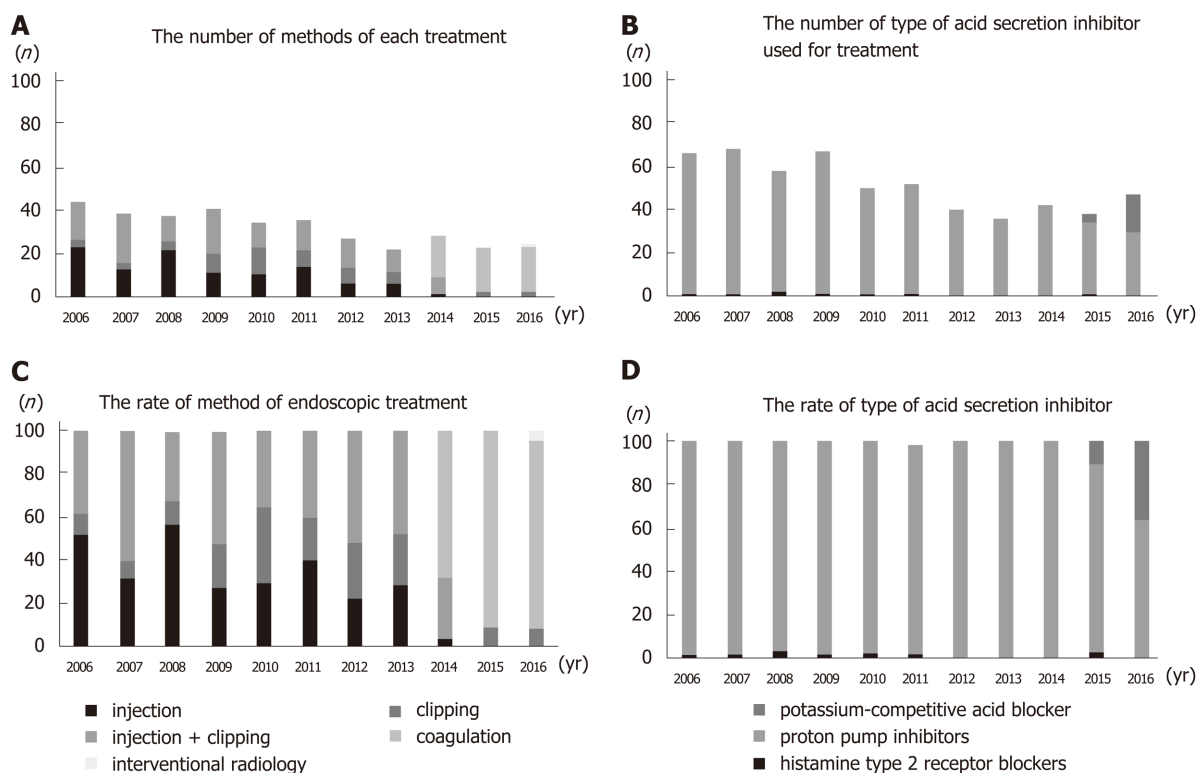 A
The number of methods of each treatment
(n)
100
80
60
40
20
0
2006 2007 2008 2009 2010 2011 2012 2013 2014 2015 2016 (yr)
B
The number of type of acid secretion inhibitor
used for treatment
(n)
100
80
60
40
20
0
2006 2007 2008 2009 2010 2011 2012 2013 2014 2015 2016 (yr)
C
The rate of method of endoscopic treatment
(n)
100
80
60
40
20
0
2006 2007 2008 2009 2010 2011 2012 2013 2014 2015 2016 (yr)
injection
injection + clipping
interventional radiology
clipping
coagulation
D
The rate of type of acid secretion inhibitor
(n)
100
80
60
40
20
0
2006 2007 2008 2009 2010 2011 2012 2013 2014 2015 2016 (yr)
potassium-competitive acid blocker
proton pump inhibitors
histamine type 2 receptor blockers